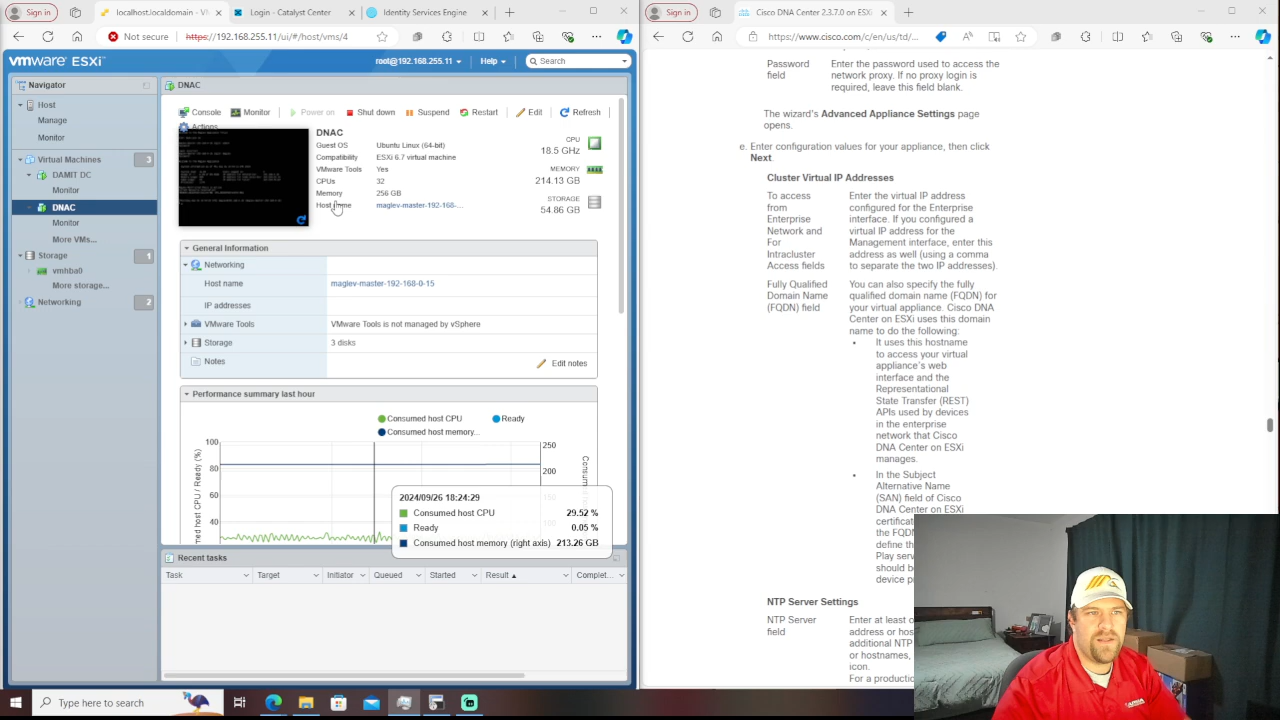 Sign in
localhost.localdomain - VM
Login - Catalyst Center
Identity Services Engine
Not secure
https://192.168.255.11/ui/#/host/vms/4
vmware ESXi
root@192.168.255.11
Help
Search
Navigator
Host
Manage
Monitor
Virtual Machines
3
DAMIT DC
Monitor
DNAC
Monitor
More VMs...
Storage
1
vmhba0
More storage...
Networking
2
DNAC
Console
Monitor
Power on
Shut down
Suspend
Restart
Edit
Refresh
Actions
DNAC
Guest OS
Ubuntu Linux (64-bit)
Compatibility
ESXi 6.7 virtual machine
VMware Tools
Yes
CPUs
32
Memory
256 GB
Host name
maglev-master-192-168-...
CPU
18.5 GHZ
MEMORY
214.13 GB
STORAGE
54.86 GB
General Information
Networking
Host name
maglev-master-192-168-0-15
IP addresses
VMware Tools
VMware Tools is not managed by vSphere
Storage
3 disks
Notes
Edit notes
Performance summary last hour
Consumed host CPU
Ready
Consumed host memory...
100
80
60
40
250
200
2024/09/26 18:24:29
Consumed host CPU
29.52 %
Ready
0.05 %
Consumed host memory (right axis)
213.26 GB
Recent tasks
Task
Target
Initiator
Queued
Started
Result
Complet...
Type here to search
Sign in
Cisco DNA Center 2.3.7.0 on ESXi
https://www.cisco.com/c/en/us/td/...
Password
field
Enter the password used to access the
network proxy. If no proxy login is
required, leave this field blank.
The wizard's Advanced Appliance Settings page
opens.
e. Enter configuration values for your appliance, then click
Next.
Cluster Virtual IP Addresses
To access
from
Enterprise
Network and
For
Intracluster
Access fields
Enter the virtual IP address
configured for the Enterprise
interface. If you configured a
virtual IP address for the
Management interface, enter this
address as well (using a comma
to separate the two IP addresses).
Fully Qualified
Domain Name
(FQDN) field
You can also specify the fully
qualified domain name (FQDN) for
your virtual appliance. Cisco DNA
Center on ESXi uses this domain
name to do the following:
• It uses this hostname
to access your virtual
appliance's web
interface and the
Representational
State Transfer (REST)
APIs used by devices
in the enterprise
network that Cisco
DNA Center on ESXi
manages.
• In the Subject
Alternative Name
(SAN) field of Cisco
DNA Center on ESXi
the FQDN
define the
should be
NTP Server Settings
NTP Server
field
Enter at least
additional NTP
or hostnames,
icon.